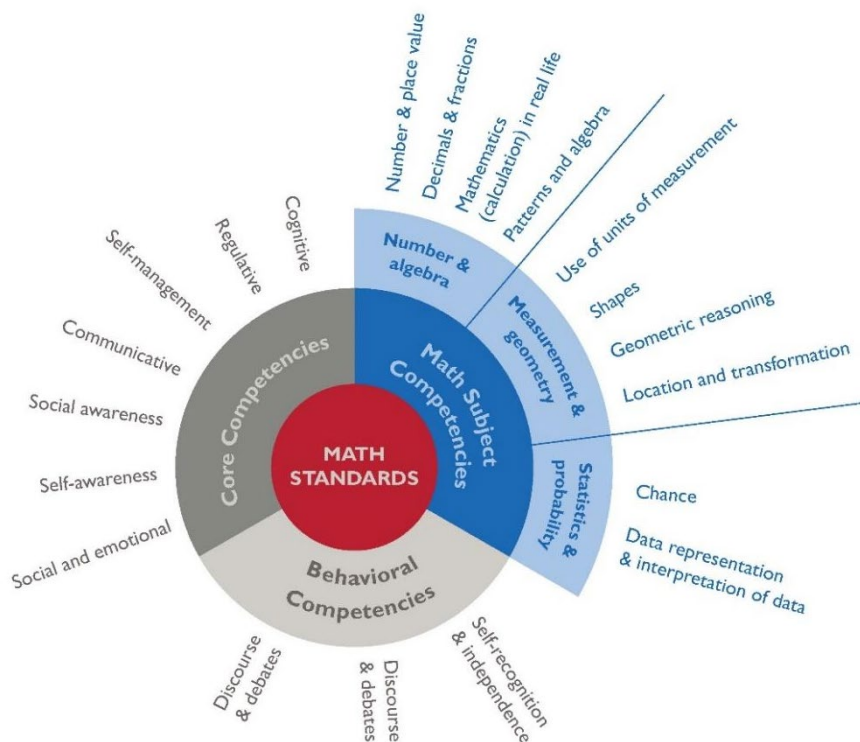 MATH
STANDARDS
Core Competencies
Cognitive
Regulative
Self-management
Communicative
Social awareness
Self-awareness
Social and emotional
Math Subject
Competencies
Number &
algebra
Number & place value
Decimals & fractions
Mathematics
(calculation) in real life
Patterns and algebra
Measurement &
geometry
Use of units of measurement
Shapes
Geometric reasoning
Location and transformation
Statistics &
probability
Chance
Data representation
& interpretation of data
Behavioral
Competencies
Discourse
& debates
Discourse
& debates
Self-recognition
& independence